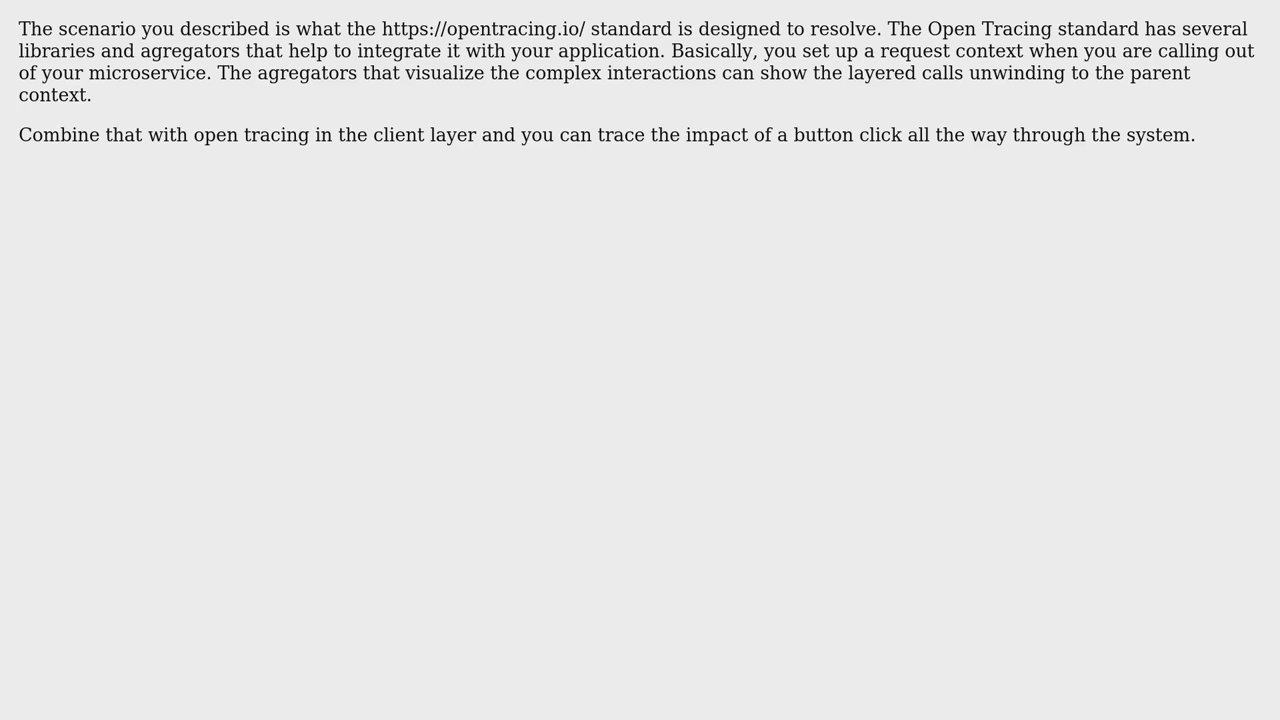 The scenario you described is what the https://opentracing.io/ standard is designed to resolve. The Open Tracing standard has several
libraries and agregators that help to integrate it with your application. Basically, you set up a request context when you are calling out
of your microservice. The agregators that visualize the complex interactions can show the layered calls unwinding to the parent
context.
Combine that with open tracing in the client layer and you can trace the impact of a button click all the way through the system.